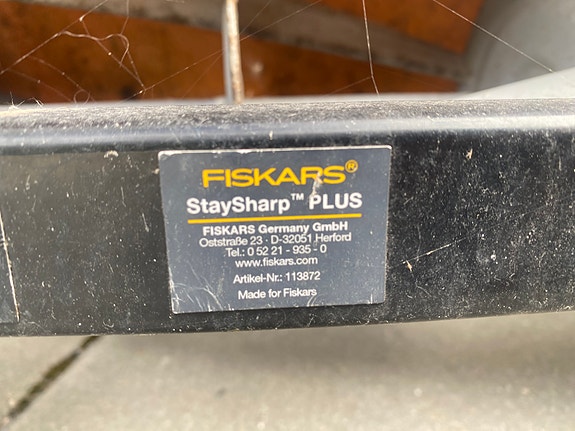 FISKARS®
StaySharp™ PLUS
FISKARS Germany GmbH
Oststraße 23 · D-32051 Herford
Tel.: 0 52 21 - 935 - 0
www.fiskars.com
Artikel-Nr.: 113872
Made for Fiskars